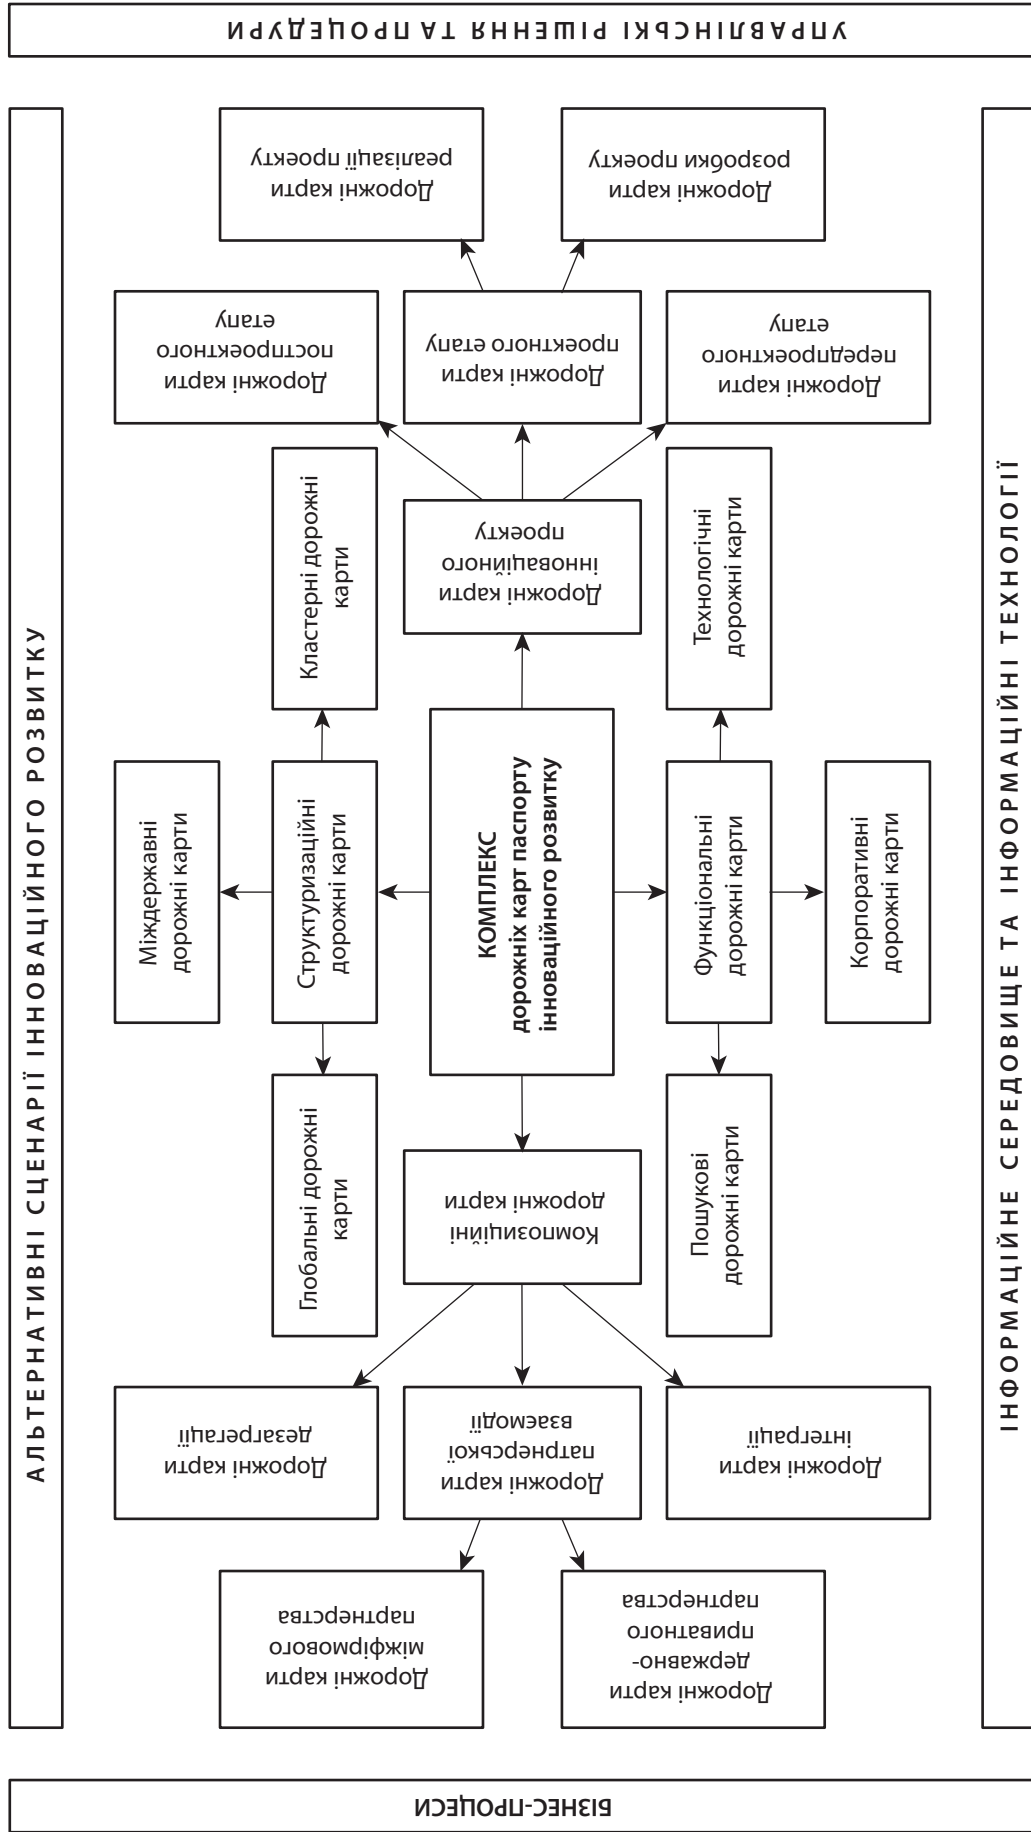 УПРАВЛІНСЬКІ РІШЕННЯ ТА ПРОЦЕДУРИ
АЛЬТЕРНАТИВНІ СЦЕНАРІЇ ІННОВАЦІЙНОГО РОЗВИТКУ
Дорожні карти
реалізації проекту
Дорожні карти
розробки проекту
Дорожні карти
постпроектного
етапу
Дорожні карти
проектного етапу
Дорожні карти
передпроектного
етапу
Кластерні дорожні
карти
Дорожні карти
інноваційного
проекту
Технологічні
дорожні карти
Міждержавні
дорожні карти
Структуризаційні
дорожні карти
КОМПЛЕКС
дорожніх карт паспорту
інноваційного розвитку
Функціональні
дорожні карти
Корпоративні
дорожні карти
Глобальні дорожні
карти
Композиційні
дорожні карти
Пошукові
дорожні карти
Дорожні карти
дезагрегації
Дорожні карти
патрнерської
взаємодії
Дорожні карти
інтеграції
Дорожні карти
міжфірмового
партнерства
Дорожні карти
державно-
приватного
партнерства
ІНФОРМАЦІЙНЕ СЕРЕДОВИЩЕ ТА ІНФОРМАЦІЙНІ ТЕХНОЛОГІЇ
БІЗНЕС-ПРОЦЕСИ